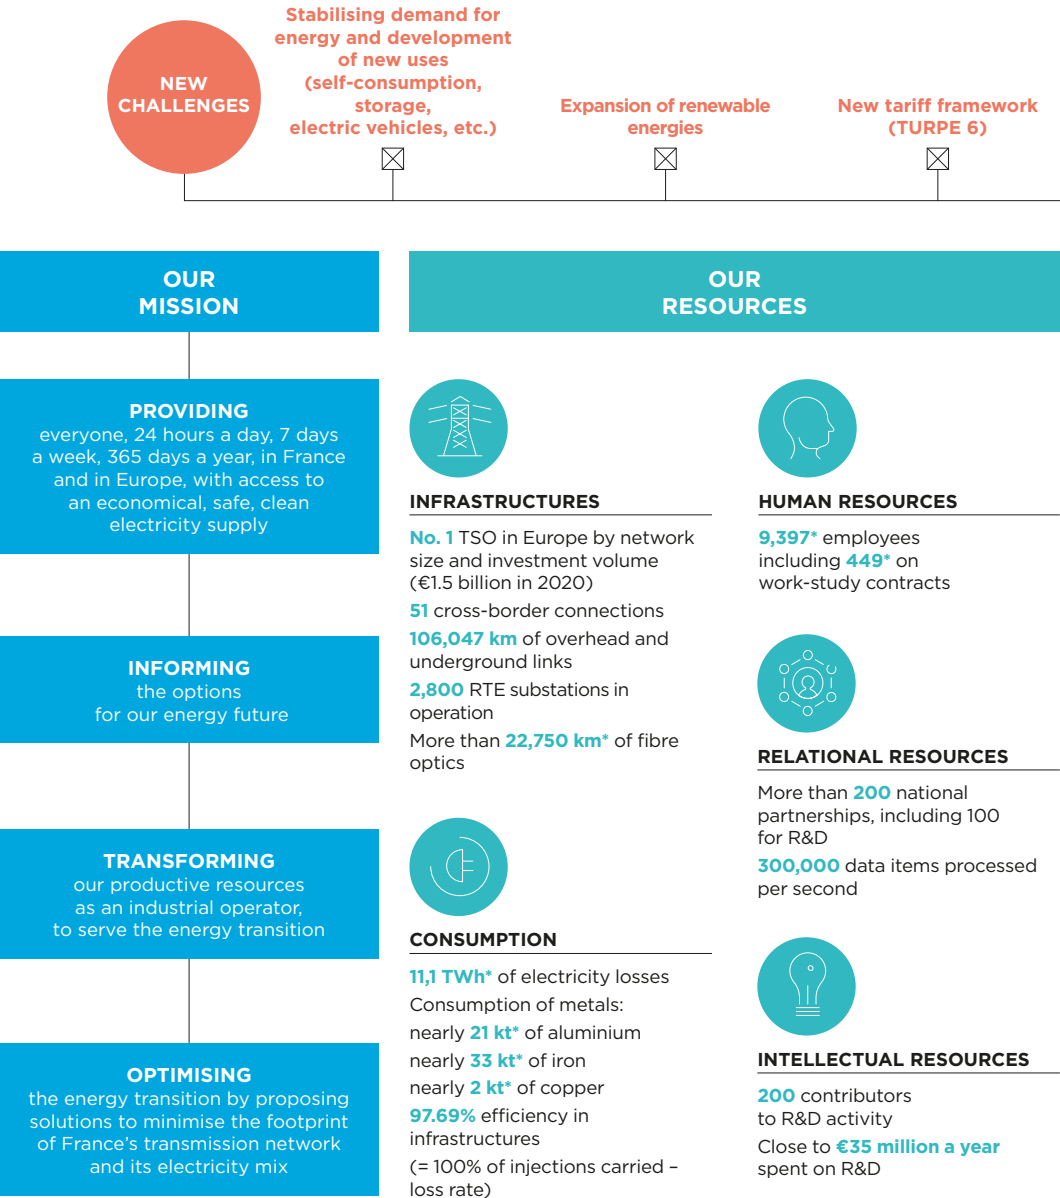 NEW
CHALLENGES
Stabilising demand for
energy and development
of new uses
(self-consumption,
storage,
electric vehicles, etc.)
Expansion of renewable
energies
New tariff framework
(TURPE 6)
OUR
MISSION
PROVIDING
everyone, 24 hours a day, 7 days
a week, 365 days a year, in France
and in Europe, with access to
an economical, safe, clean
electricity supply
INFORMING
the options
for our energy future
TRANSFORMING
our productive resources
as an industrial operator,
to serve the energy transition
OPTIMISING
the energy transition by proposing
solutions to minimise the footprint
of France's transmission network
and its electricity mix
OUR
RESOURCES
INFRASTRUCTURES
No. 1 TSO in Europe by network
size and investment volume
(€1.5 billion in 2020)
51 cross-border connections
106,047 km of overhead and
underground links
2,800 RTE substations in
operation
More than 22,750 km* of fibre
optics
CONSUMPTION
11,1 TWh* of electricity losses
Consumption of metals:
nearly 21 kt* of aluminium
nearly 33 kt* of iron
nearly 2 kt* of copper
97.69% efficiency in
infrastructures
(= 100% of injections carried –
loss rate)
HUMAN RESOURCES
9,397* employees
including 449* on
work-study contracts
RELATIONAL RESOURCES
More than 200 national
partnerships, including 100
for R&D
300,000 data items processed
per second
INTELLECTUAL RESOURCES
200 contributors
to R&D activity
Close to €35 million a year
spent on R&D